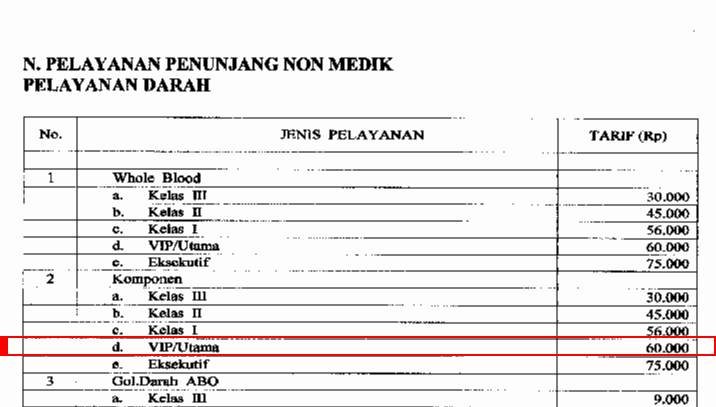 N. PELAYANAN PENUNJANG NON MEDIK
PELAYANAN DARAH
No. JENIS PELAYANAN TARIF (Rp)
1 Whole Blood
a. Kelas III 30.000
b. Kelas II 45.000
c. Kelas I 56.000
d. VIP/Utama 60.000
e. Eksekutif 75.000
2 Komponen
a. Kelas III 30.000
b. Kelas II 45.000
c. Kelas I 56.000
d. VIP/Utama 60.000
e. Eksekutif 75.000
3 Gol.Darah ABO
a. Kelas III 9.000